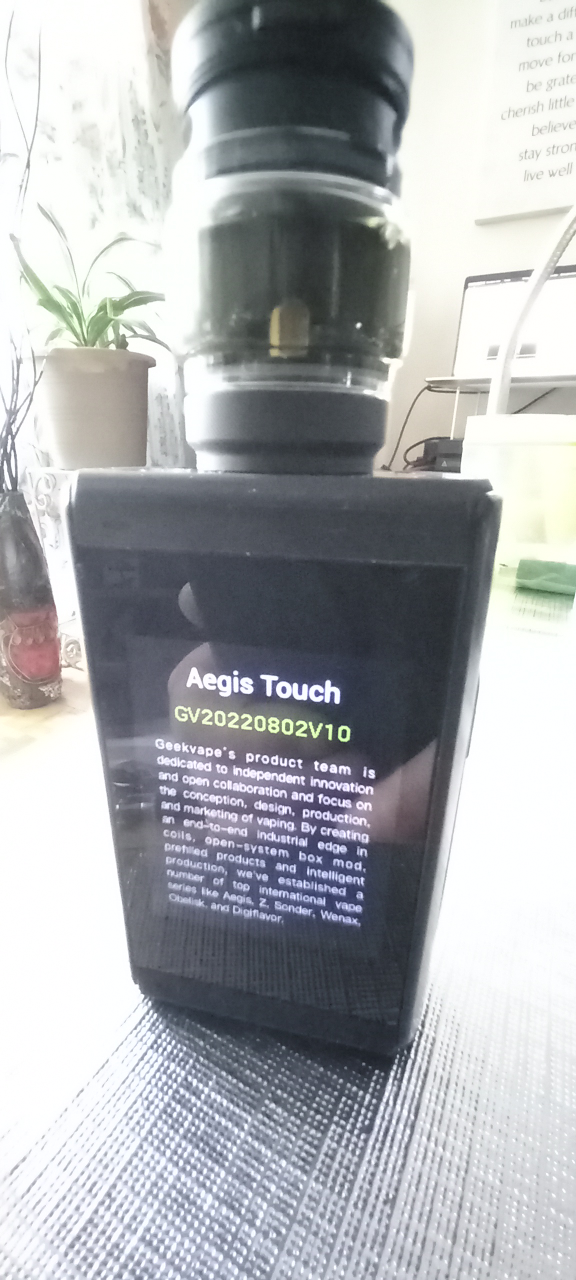 make a diff
touch a
move for
be grate
cherish little
believe
stay stron
live well
Aegis Touch
GV20220802V10
Geekvape's product team is
dedicated to independent innovation
and open collaboration and focus on
the conception, design, production,
and marketing of vaping. By creating
an end-to-end industrial edge in
coils, open-system box mod,
prefilled products and intelligent
production, we've established a
number of top international vape
series like Aegis, Z, Sonder, Wenax,
Obelisk, and Digiflavor.